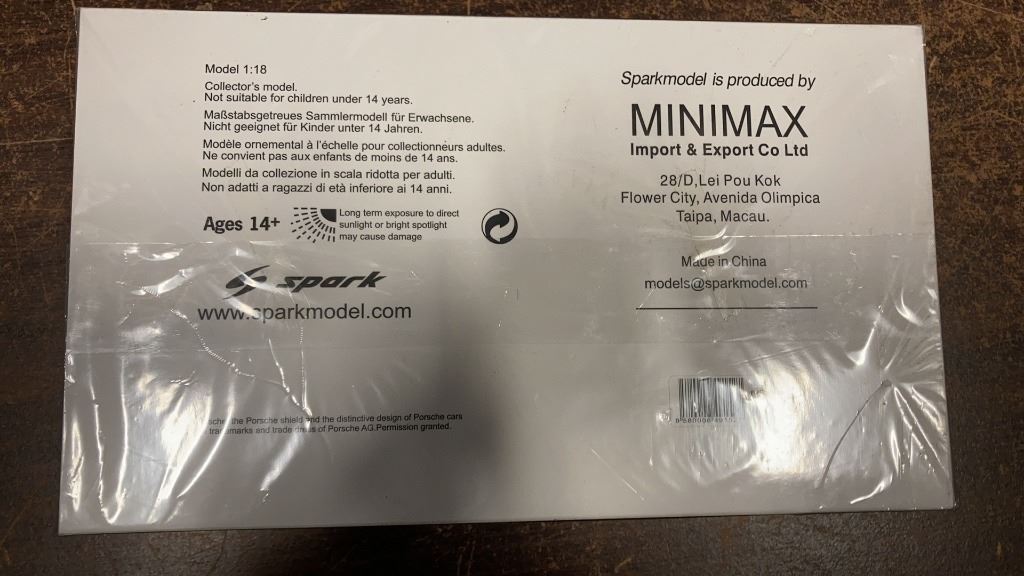 Model 1:18
Collector's model.
Not suitable for children under 14 years.
Maßstabsgetreues Sammlermodell für Erwachsene.
Nicht geeignet für Kinder unter 14 Jahren.
Modèle ornemental à l'échelle pour collectionneurs adultes.
Ne convient pas aux enfants de moins de 14 ans.
Modelli da collezione in scala ridotta per adulti.
Non adatti a ragazzi di età inferiore ai 14 anni.
Ages 14+
Long term exposure to direct
sunlight or bright spotlight
may cause damage
spark
www.sparkmodel.com
the Porsche shield and the distinctive design of Porsche cars
trademarks and trade dress of Porsche AG.Permission granted.
Sparkmodel is produced by
MINIMAX
Import & Export Co Ltd
28/D,Lei Pou Kok
Flower City, Avenida Olimpica
Taipa, Macau.
Made in China
models@sparkmodel.com